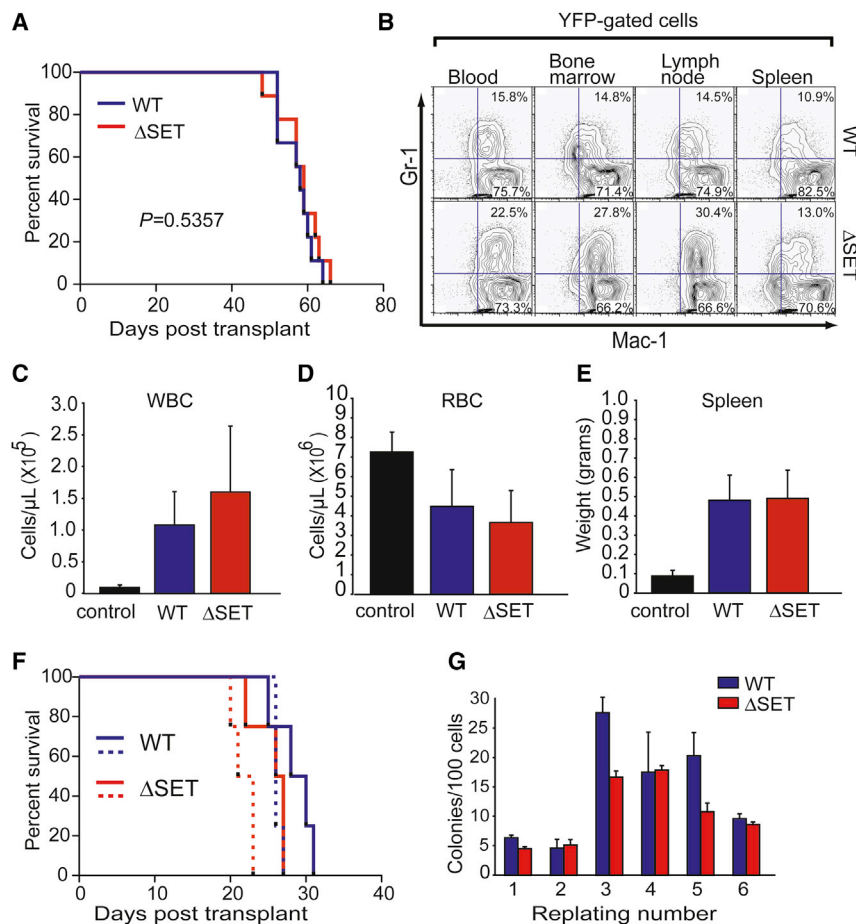 A
100
80
60
40
20
0
Percent survival
WT
ΔSET
P=0.5357
0 20 40 60 80
Days post transplant
B
YFP-gated cells
Blood Bone marrow Lymph node Spleen
15.8% 14.8% 14.5% 10.9%
WT
75.7% 71.4% 74.9% 82.5%
Gr-1
22.5% 27.8% 30.4% 13.0%
ΔSET
73.3% 66.2% 66.6% 70.6%
Mac-1
C
WBC
Cells/µL (X10^5)
3.0
2.5
2.0
1.5
1.0
0.5
0
control WT ΔSET
D
RBC
Cells/µL (X10^6)
10
9
8
7
6
5
4
3
2
1
0
control WT ΔSET
E
Spleen
Weight (grams)
1.0
0.9
0.8
0.7
0.6
0.5
0.4
0.3
0.2
0.1
0
control WT ΔSET
F
100
80
60
40
20
0
Percent survival
WT
ΔSET
0 10 20 30 40
Days post transplant
G
WT
ΔSET
Colonies/100 cells
30
25
20
15
10
5
1 2 3 4 5 6
Replating number